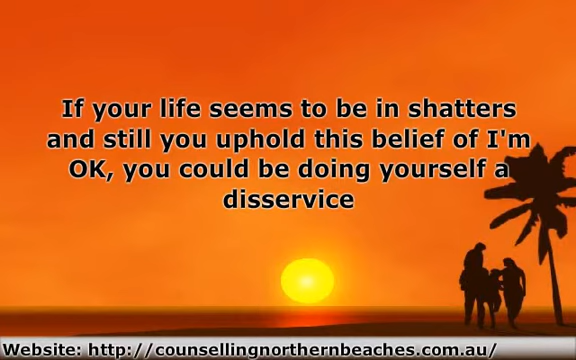 If your life seems to be in shatters
and still you uphold this belief of I'm
OK, you could be doing yourself a
disservice
Website: http://counsellingnorthernbeaches.com.au/